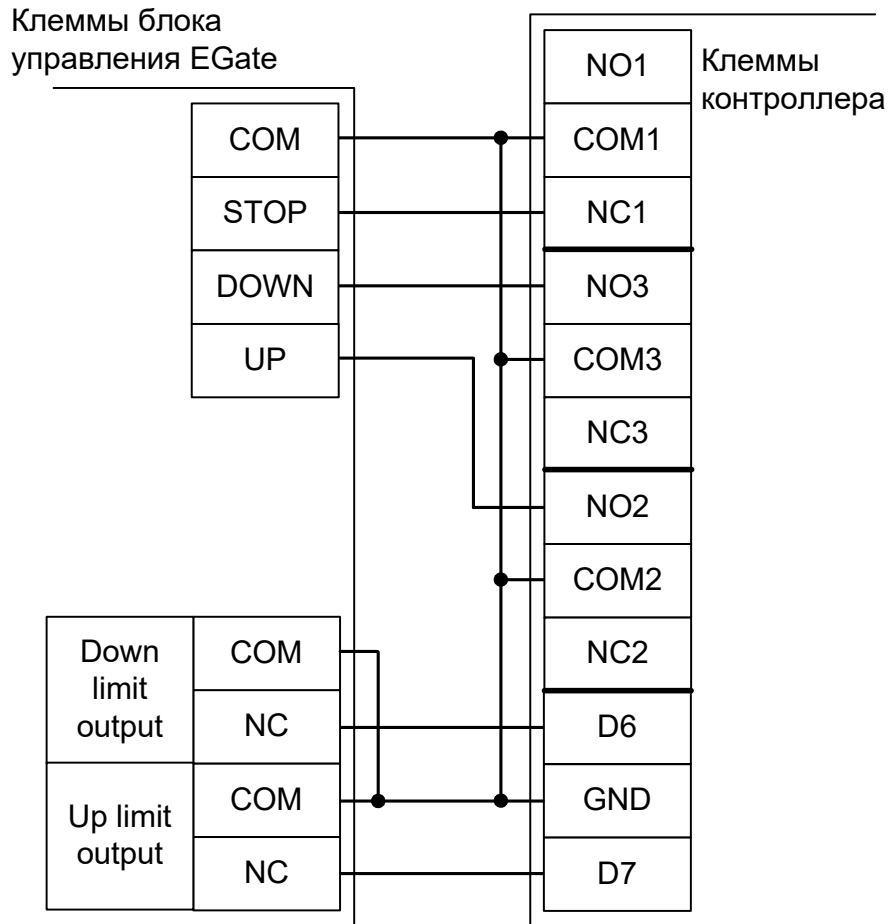 Клеммы блока
управления EGate
Клеммы
контроллера
COM
STOP
DOWN
UP
NO1
COM1
NC1
NO3
COM3
NC3
NO2
COM2
NC2
D6
GND
D7
Down
limit
output
COM
NC
Up limit
output
COM
NC